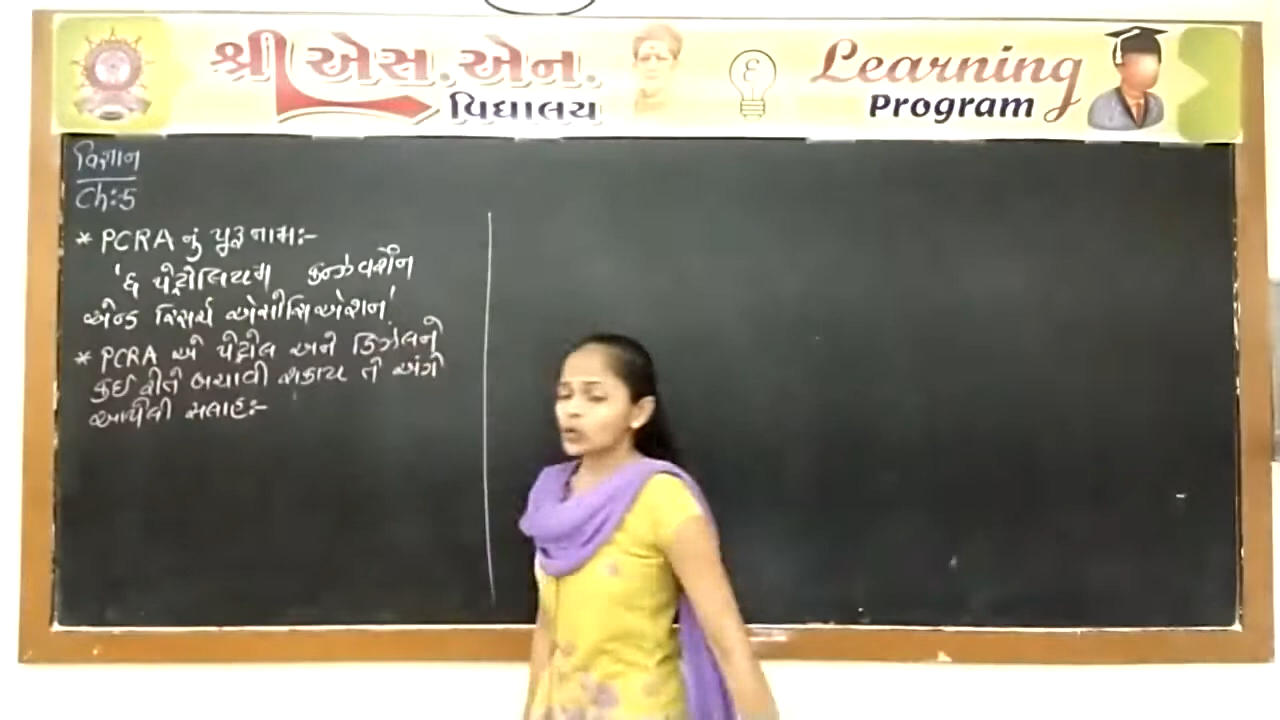 શ્રી એસ.એન.
વિદ્યાલય
Learning
Program
વિજ્ઞાન
Ch:5
* PCRA નું પુરૂ નામ:-
'ધ પેટ્રોલિયમ કન્ઝર્વેશન
એન્ડ રિસર્ચ એસોસિએશન'
* PCRA એ પેટ્રોલ અને ડિઝલને
કઈ રીતે બચાવી શકાય તે અંગે
આપેલી સલાહ:-